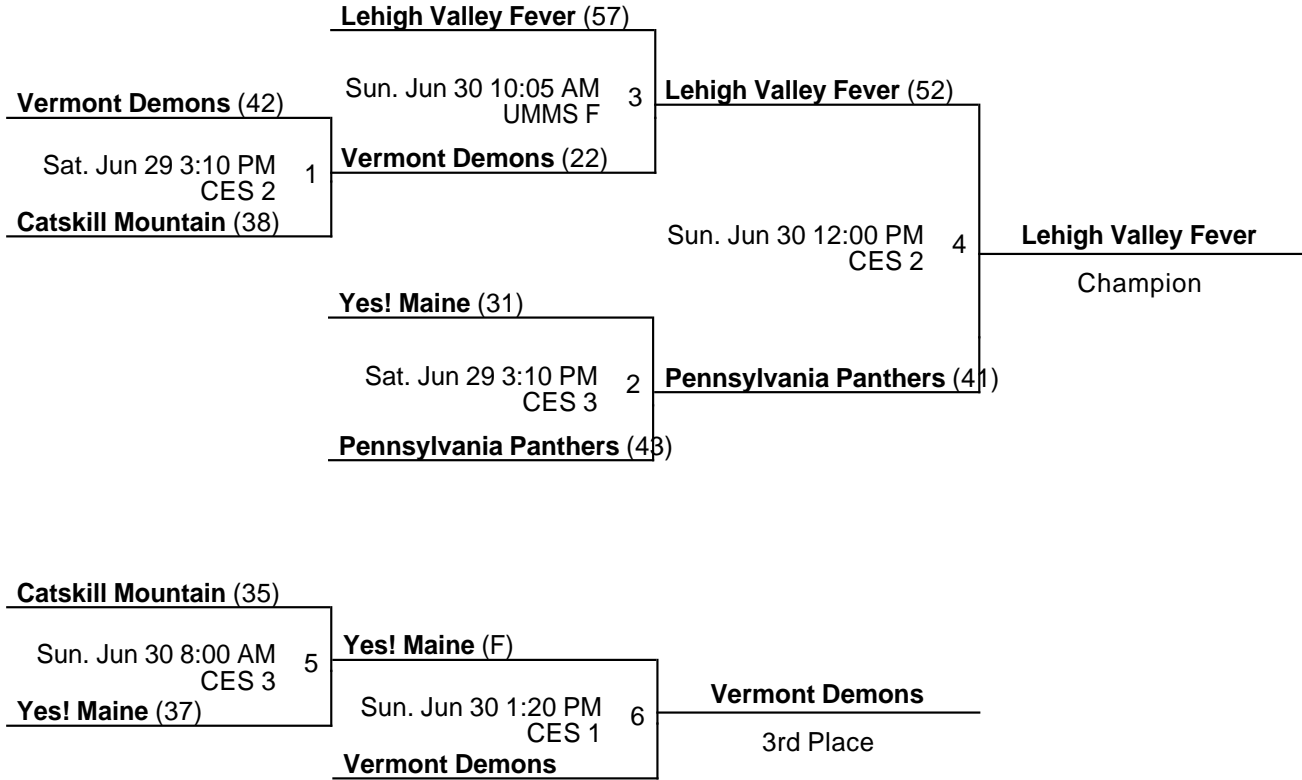 Lehigh Valley Fever (57)
Sun. Jun 30 10:05 AM
UMMS F
3
Lehigh Valley Fever (52)
Vermont Demons (42)
Sat. Jun 29 3:10 PM
CES 2
1
Vermont Demons (22)
Catskill Mountain (38)
Sun. Jun 30 12:00 PM
CES 2
4
Lehigh Valley Fever
Champion
Yes! Maine (31)
Sat. Jun 29 3:10 PM
CES 3
2
Pennsylvania Panthers (41)
Pennsylvania Panthers (43)
Catskill Mountain (35)
Sun. Jun 30 8:00 AM
CES 3
5
Yes! Maine (F)
Yes! Maine (37)
Sun. Jun 30 1:20 PM
CES 1
6
Vermont Demons
3rd Place
Vermont Demons